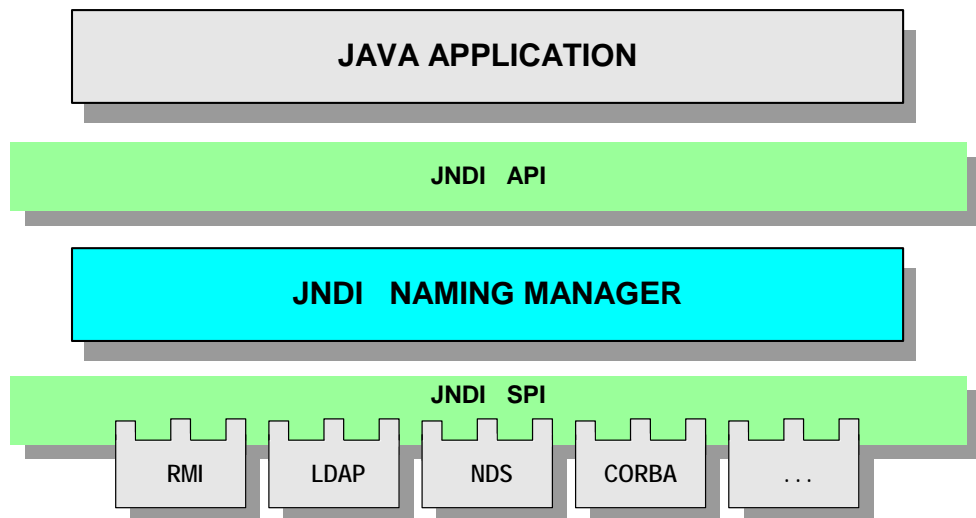 JAVA APPLICATION
JNDI API
JNDI NAMING MANAGER
JNDI SPI
RMI LDAP NDS CORBA ...